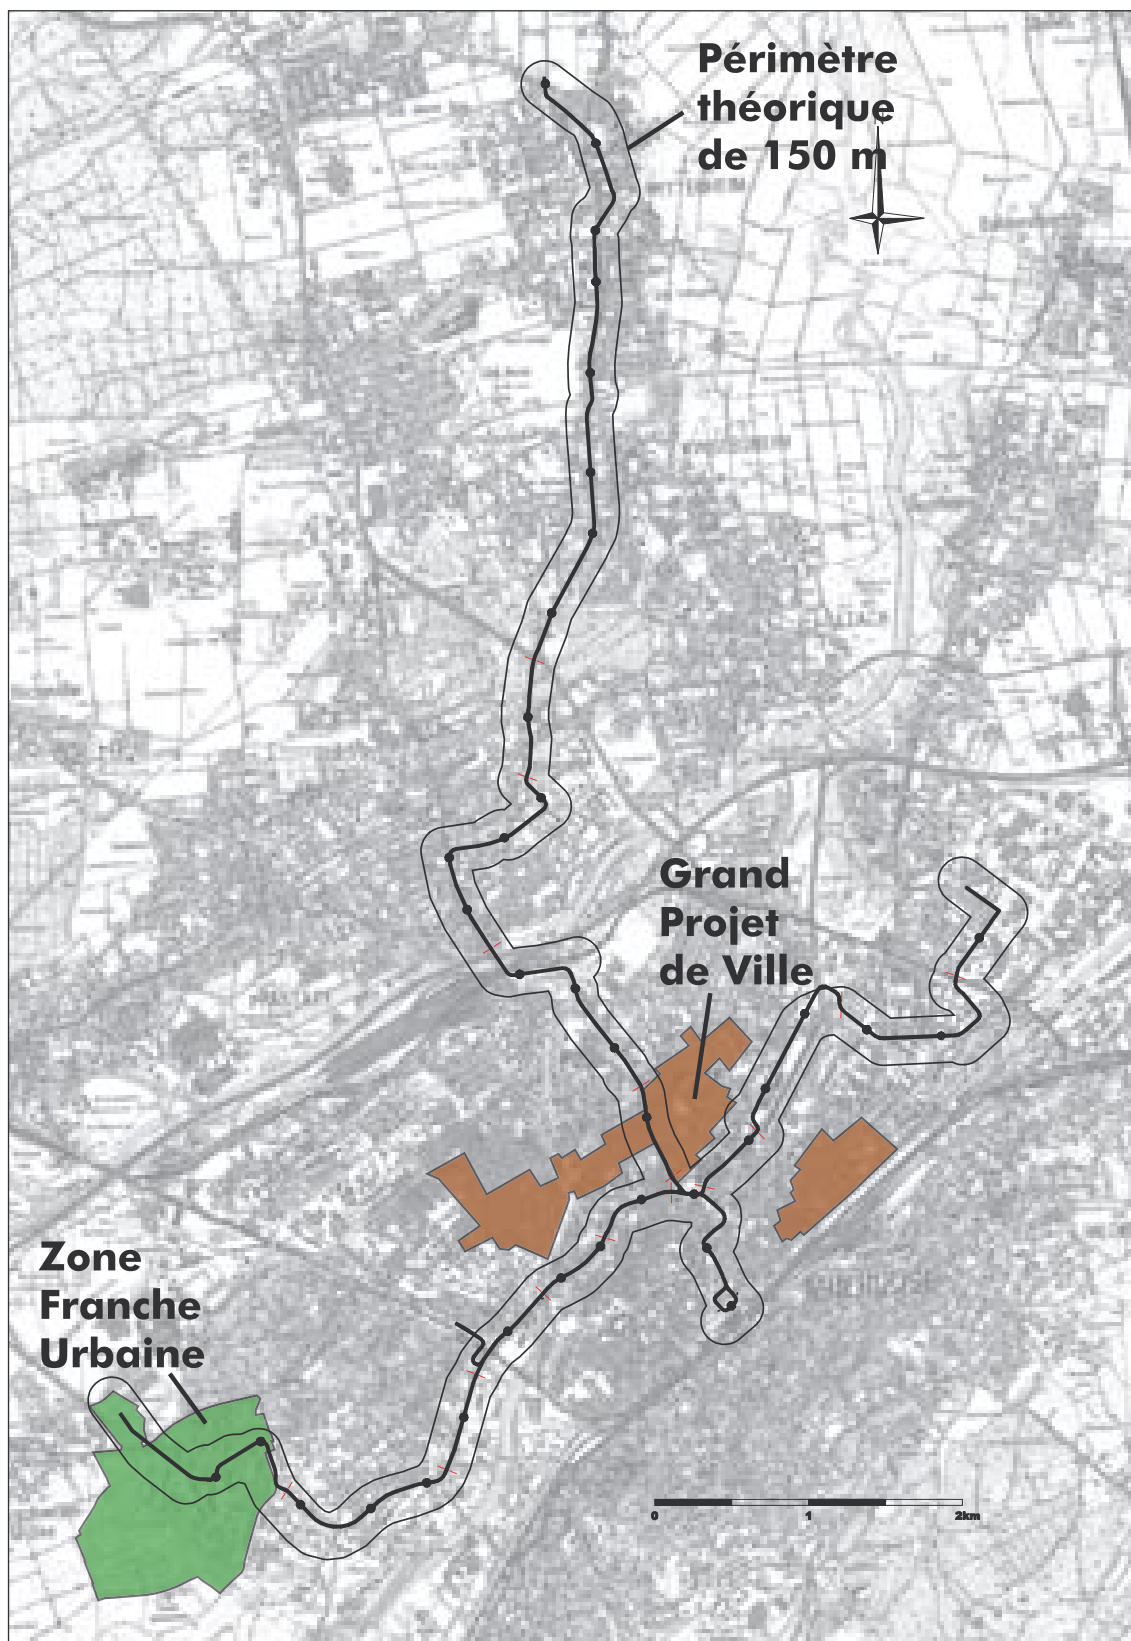 Périmètre
théorique
de 150 m
Grand
Projet
de Ville
Zone
Franche
Urbaine
0 1 2km